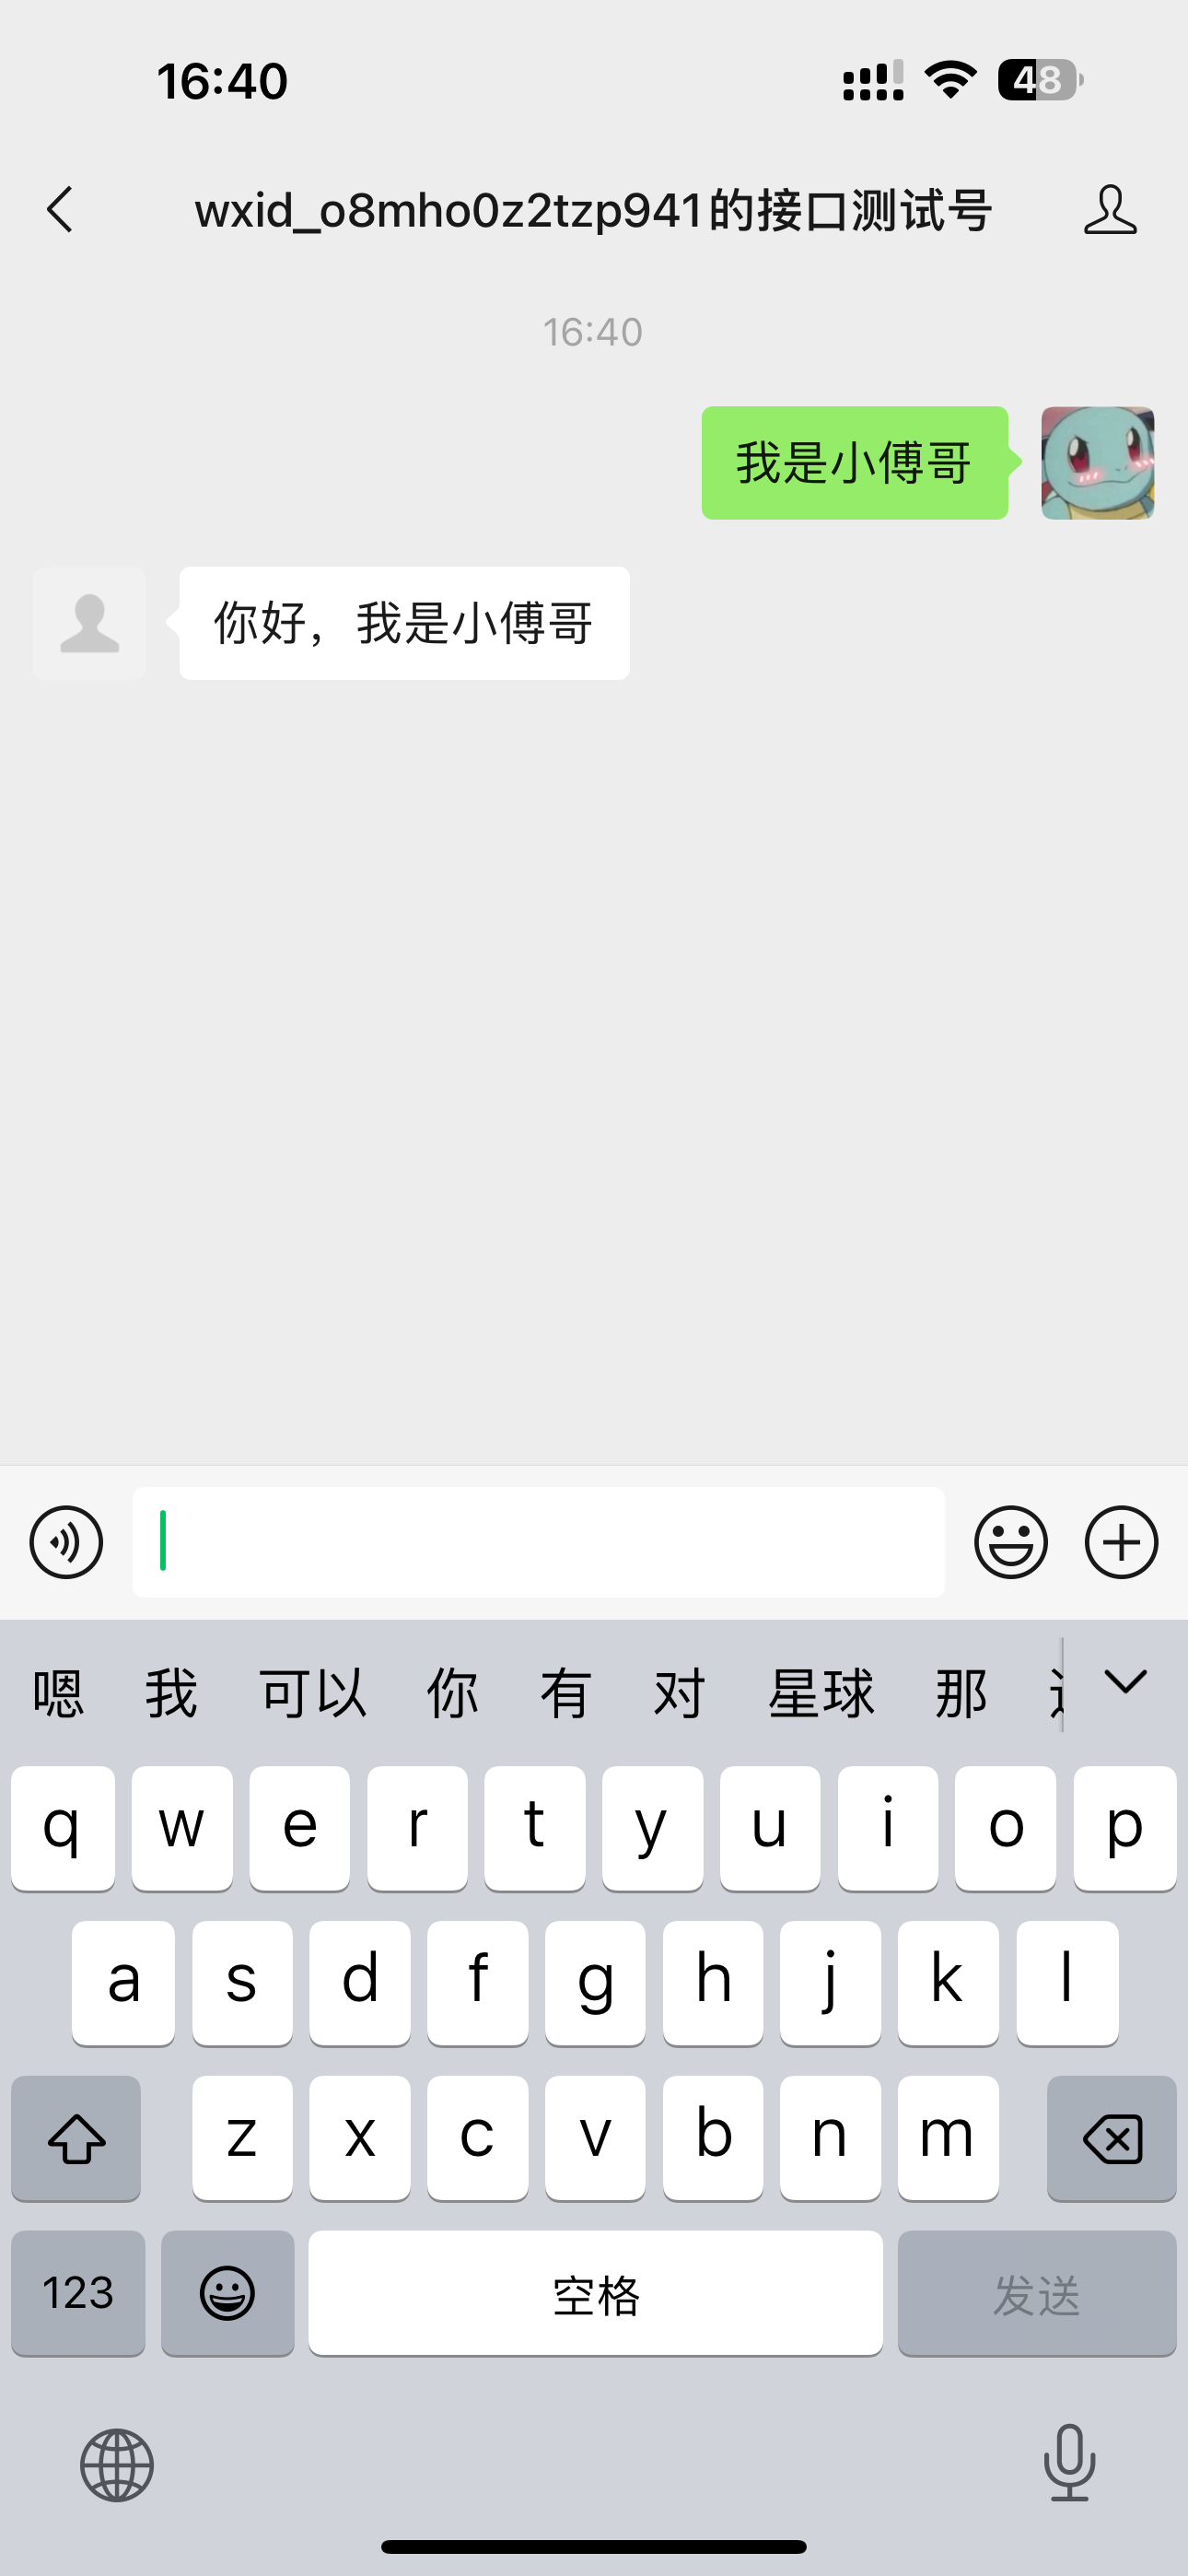 16:40
48
wxid_o8mho0z2tzp941的接口测试号
16:40
我是小傅哥
你好，我是小傅哥
嗯 我 可以 你 有 对 星球 那
q w e r t y u i o p
a s d f g h j k l
z x c v b n m
123 空格 发送